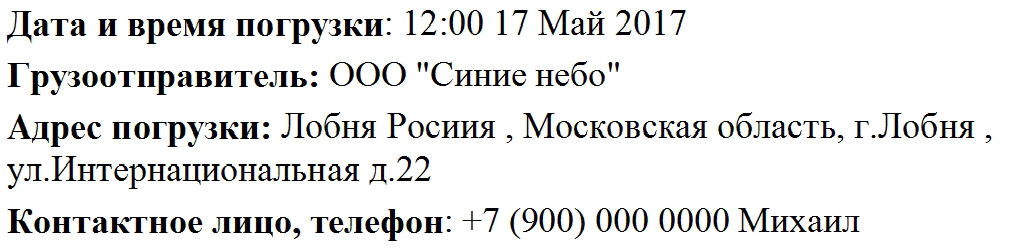 Дата и время погрузки: 12:00 17 Май 2017
Грузоотправитель: ООО "Синие небо"
Адрес погрузки: Лобня Росиия , Московская область, г.Лобня ,
ул.Интернациональная д.22
Контактное лицо, телефон: +7 (900) 000 0000 Михаил